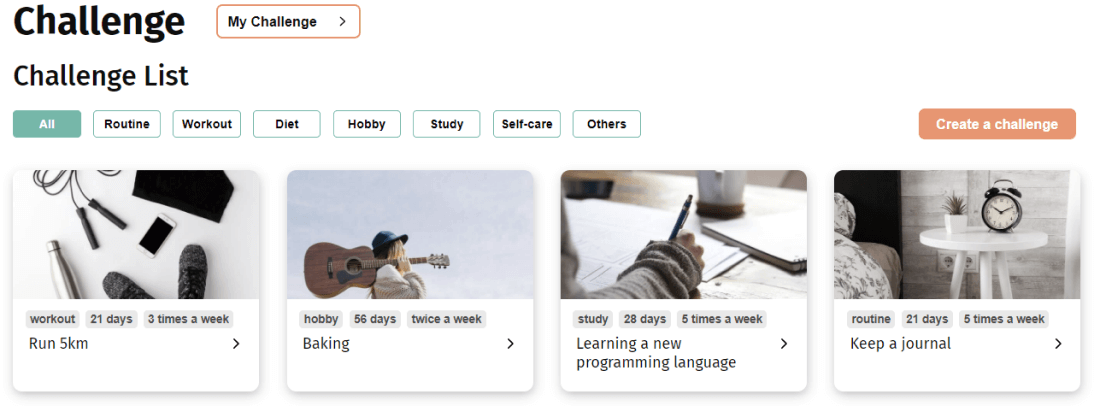 Challenge
My Challenge
Challenge List
All
Routine
Workout
Diet
Hobby
Study
Self-care
Others
Create a challenge
workout
21 days
3 times a week
Run 5km
hobby
56 days
twice a week
Baking
study
28 days
5 times a week
Learning a new
programming language
routine
21 days
5 times a week
Keep a journal